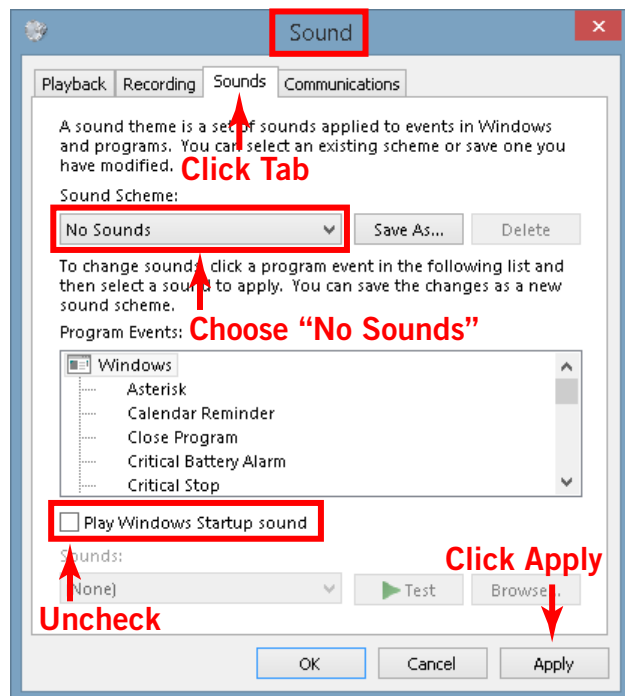 Sound
Playback Recording Sounds Communications
A sound theme is a set of sounds applied to events in Windows
and programs. You can select an existing scheme or save one you
have modified.
Click Tab
Sound Scheme:
No Sounds Save As... Delete
To change sounds, click a program event in the following list and
then select a sound to apply. You can save the changes as a new
sound scheme.
Choose “No Sounds”
Program Events:
Windows
Asterisk
Calendar Reminder
Close Program
Critical Battery Alarm
Critical Stop
Play Windows Startup sound
Sounds:
Click Apply
(None) Test Browse...
Uncheck
OK Cancel Apply